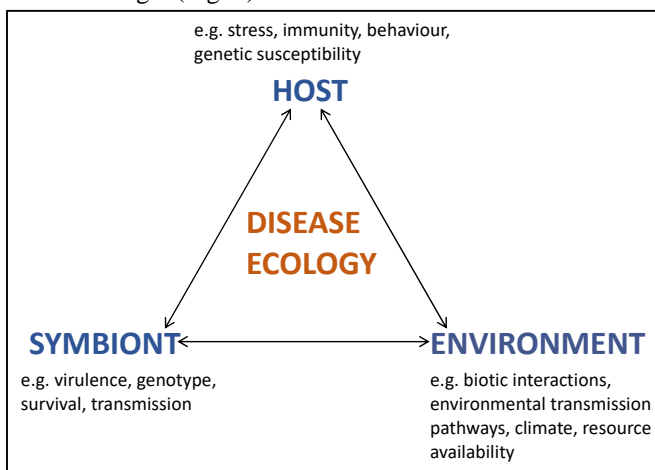 e.g. stress, immunity, behaviour,
genetic susceptibility
HOST
DISEASE
ECOLOGY
SYMBIONT
ENVIRONMENT
e.g. virulence, genotype,
survival, transmission
e.g. biotic interactions,
environmental transmission
pathways, climate, resource
availability